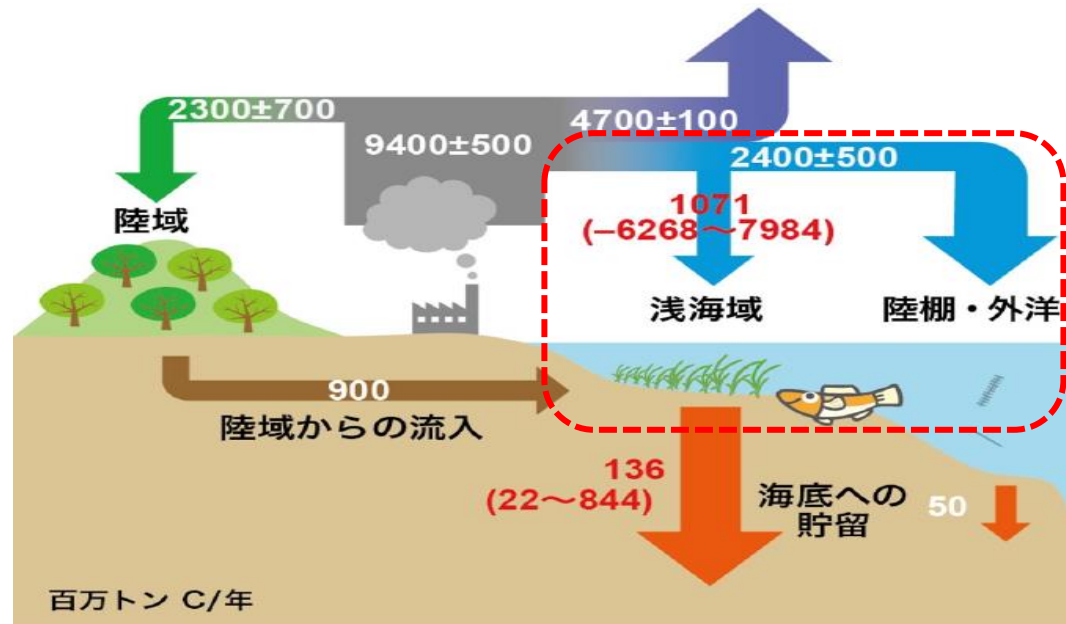 2300±700
9400±500
4700±100
2400±500
1071
(−6268～7984)
陸域
浅海域
陸棚・外洋
900
陸域からの流入
136
(22～844)
海底への
貯留
50
百万トン C/年